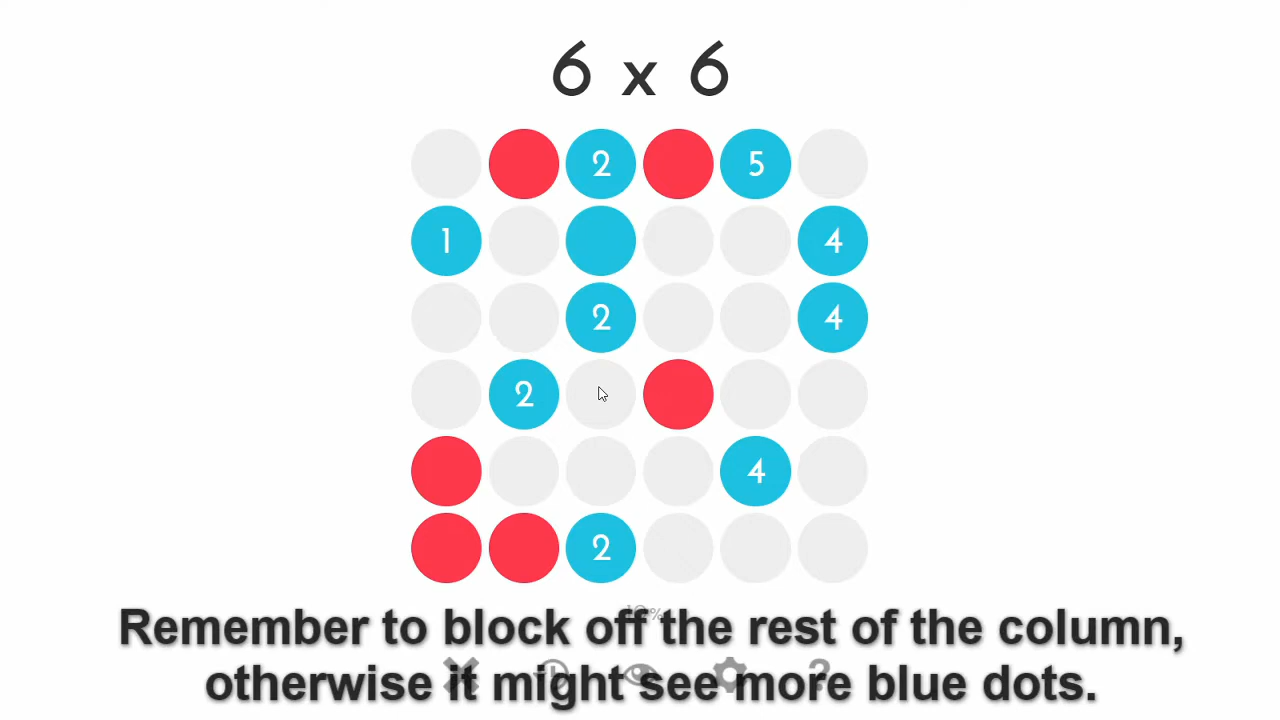 6 x 6
2 5
1 4
2 4
2
4
2
Remember to block off the rest of the column,
otherwise it might see more blue dots.